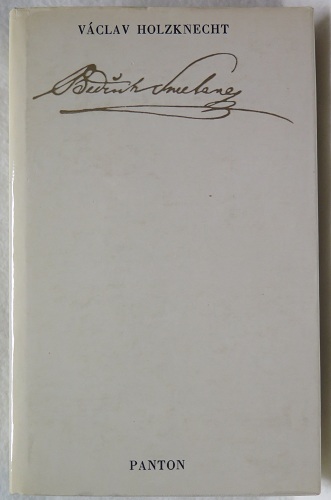 VÁCLAV HOLZKNECHT
Bedřich Smetana
PANTON